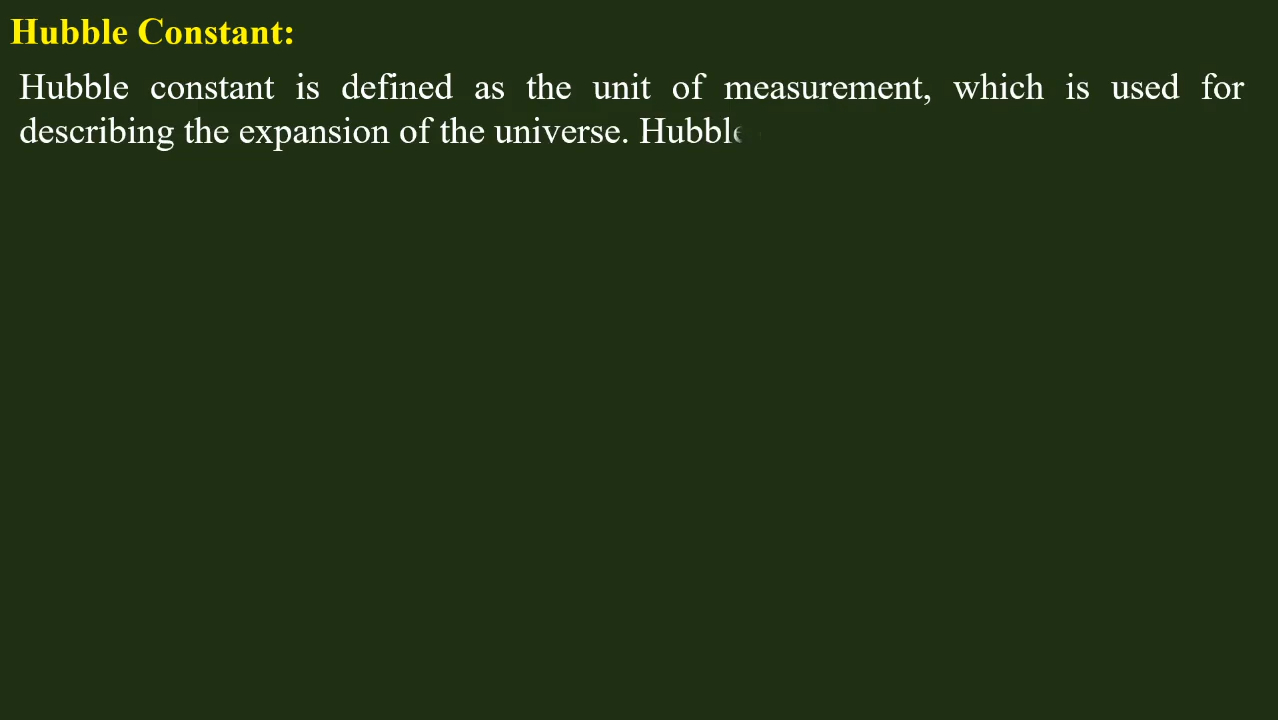 Hubble Constant:
Hubble constant is defined as the unit of measurement, which is used for
describing the expansion of the universe. Hubble